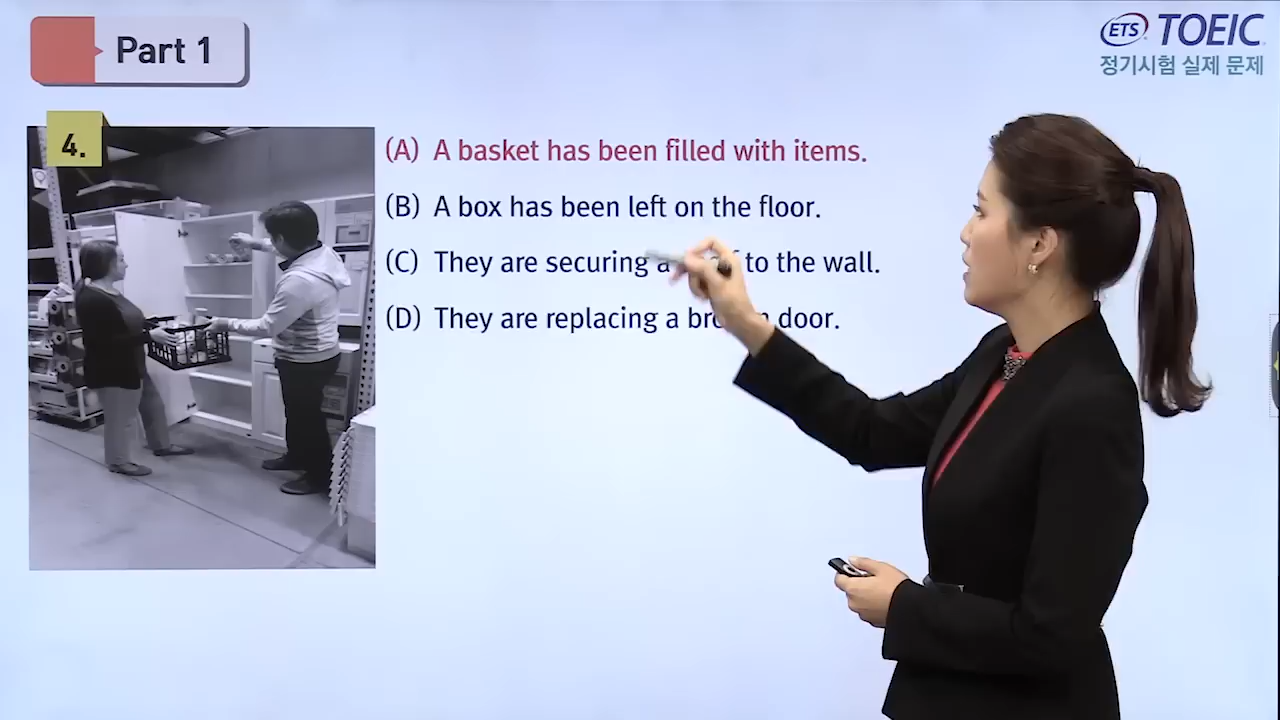 Part 1
ETS TOEIC
정기시험 실제 문제
4.
(A) A basket has been filled with items.
(B) A box has been left on the floor.
(C) They are securing a to the wall.
(D) They are replacing a door.